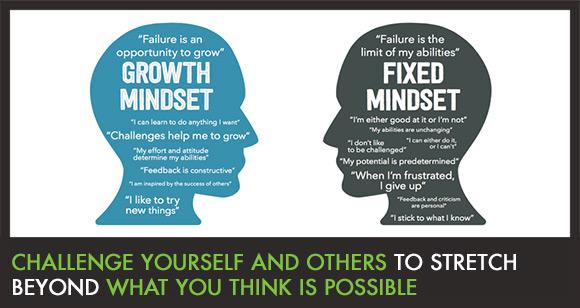 "Failure is an
opportunity to grow"
GROWTH
MINDSET
"I can learn to do anything I want"
"Challenges help me to grow"
"My effort and attitude
determine my abilities"
"Feedback is constructive"
"I am inspired by the success of others"
"I like to try
new things"
"Failure is the
limit of my abilities"
FIXED
MINDSET
"I'm either good at it or I'm not"
"My abilities are unchanging"
"I don't like
to be challenged"
"I can either do it,
or I can't"
"My potential is predetermined"
"When I'm frustrated,
I give up"
"Feedback and criticism
are personal"
"I stick to what I know"
CHALLENGE YOURSELF AND OTHERS TO STRETCH
BEYOND WHAT YOU THINK IS POSSIBLE